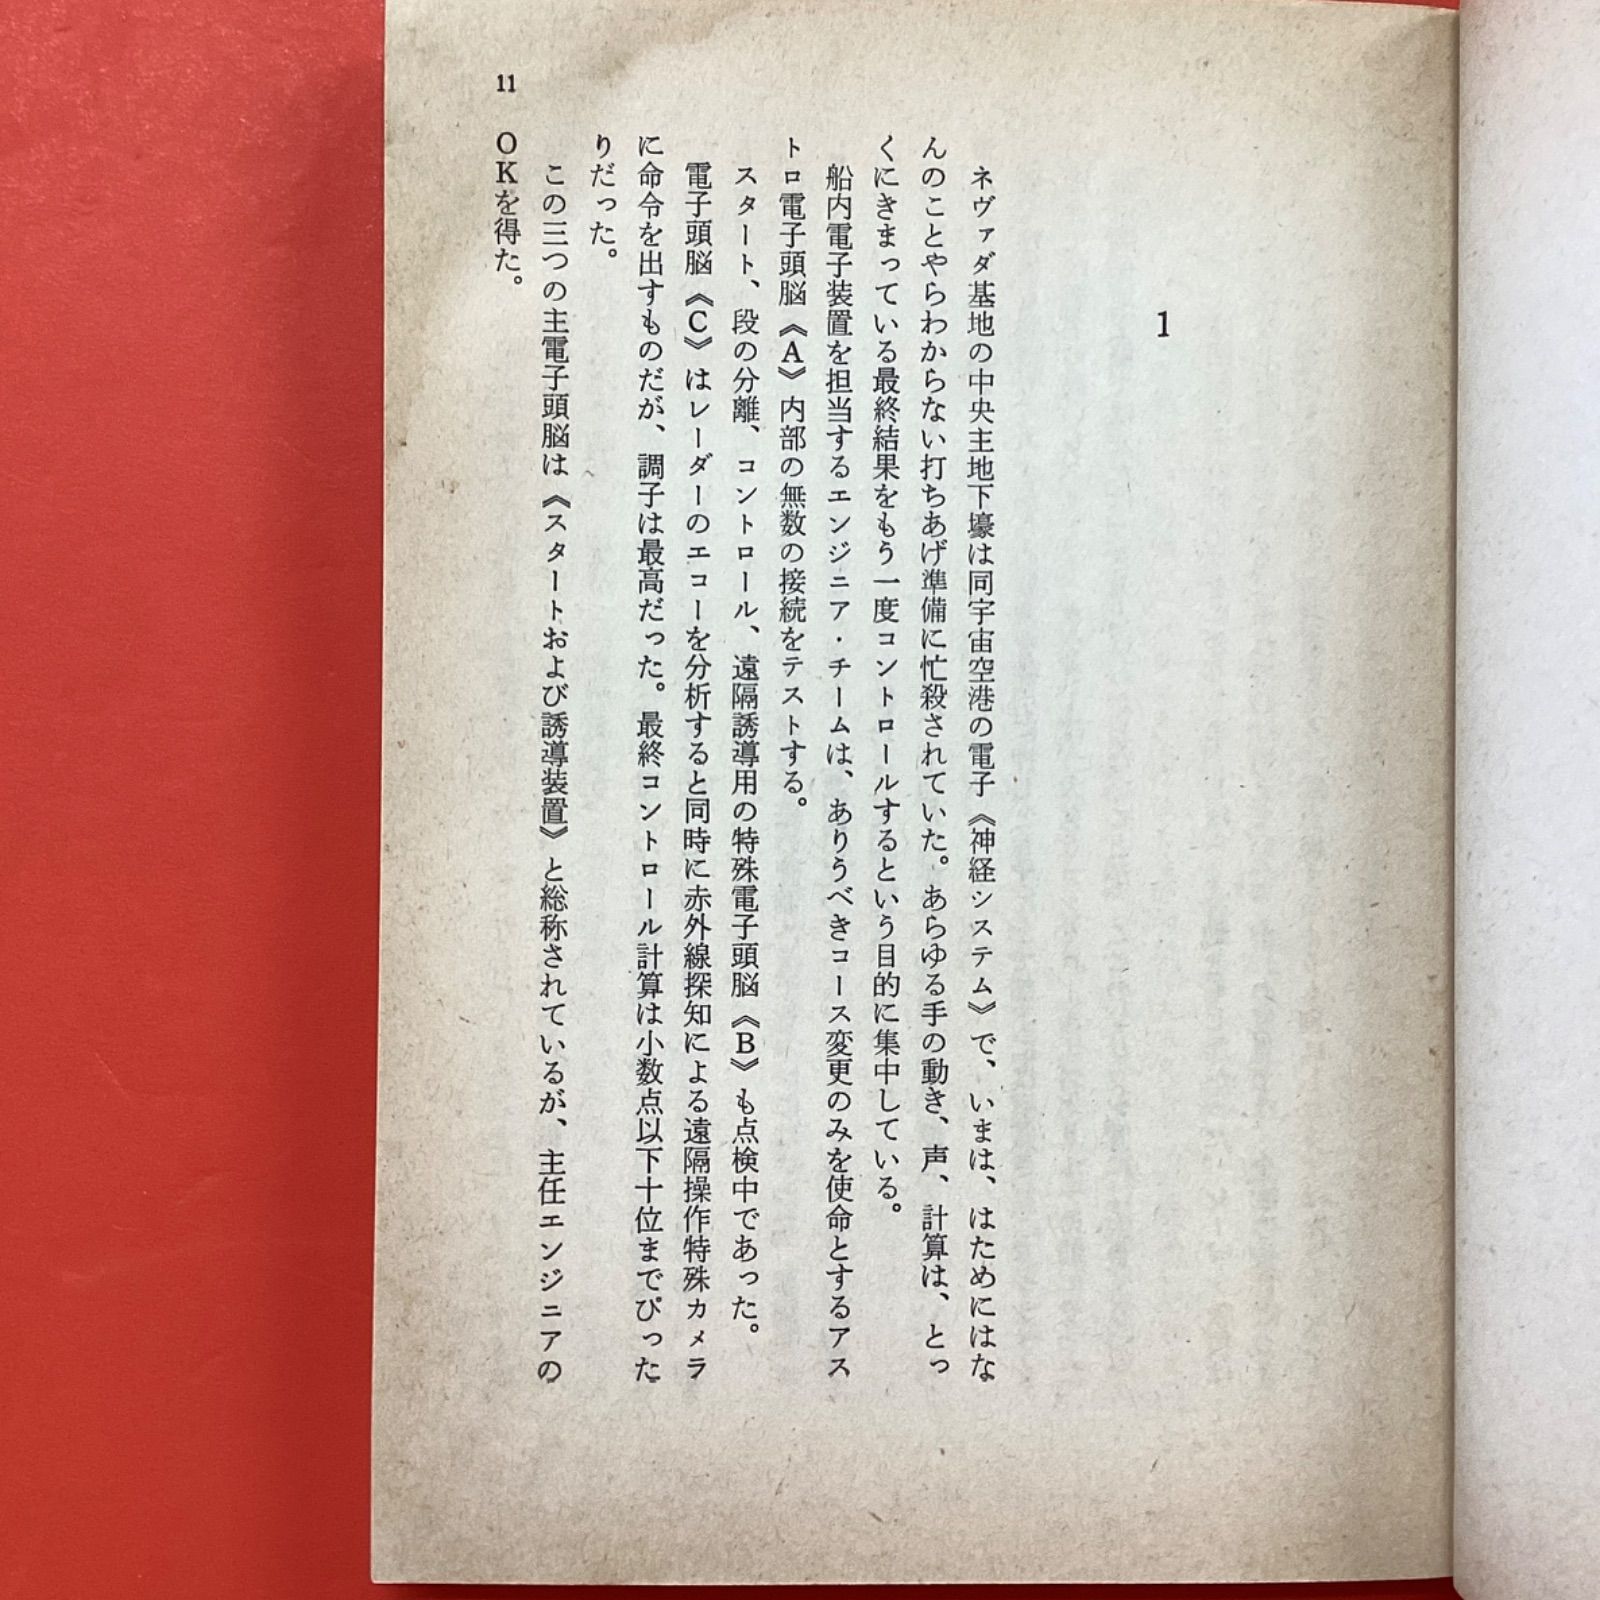 1
ネヴァダ基地の中央主地下壕は同宇宙空港の電子《神経システム》で、いまは、はためにはな
んのことやらわからない打ちあげ準備に忙殺されていた。あらゆる手の動き、声、計算は、とっ
くにきまっている最終結果をもう一度コントロールするという目的に集中している。
船内電子装置を担当するエンジニア・チームは、ありうべきコース変更のみを使命とするアス
トロ電子頭脳《A》内部の無数の接続をテストする。
スタート、段の分離、コントロール、遠隔誘導用の特殊電子頭脳《B》も点検中であった。
電子頭脳《C》はレーダーのエコーを分析すると同時に赤外線探知による遠隔操作特殊カメラ
に命令を出すものだが、調子は最高だった。最終コントロール計算は小数点以下十位までぴった
りだった。
この三つの主電子頭脳は《スタートおよび誘導装置》と総称されているが、主任エンジニアの
OKを得た。
11